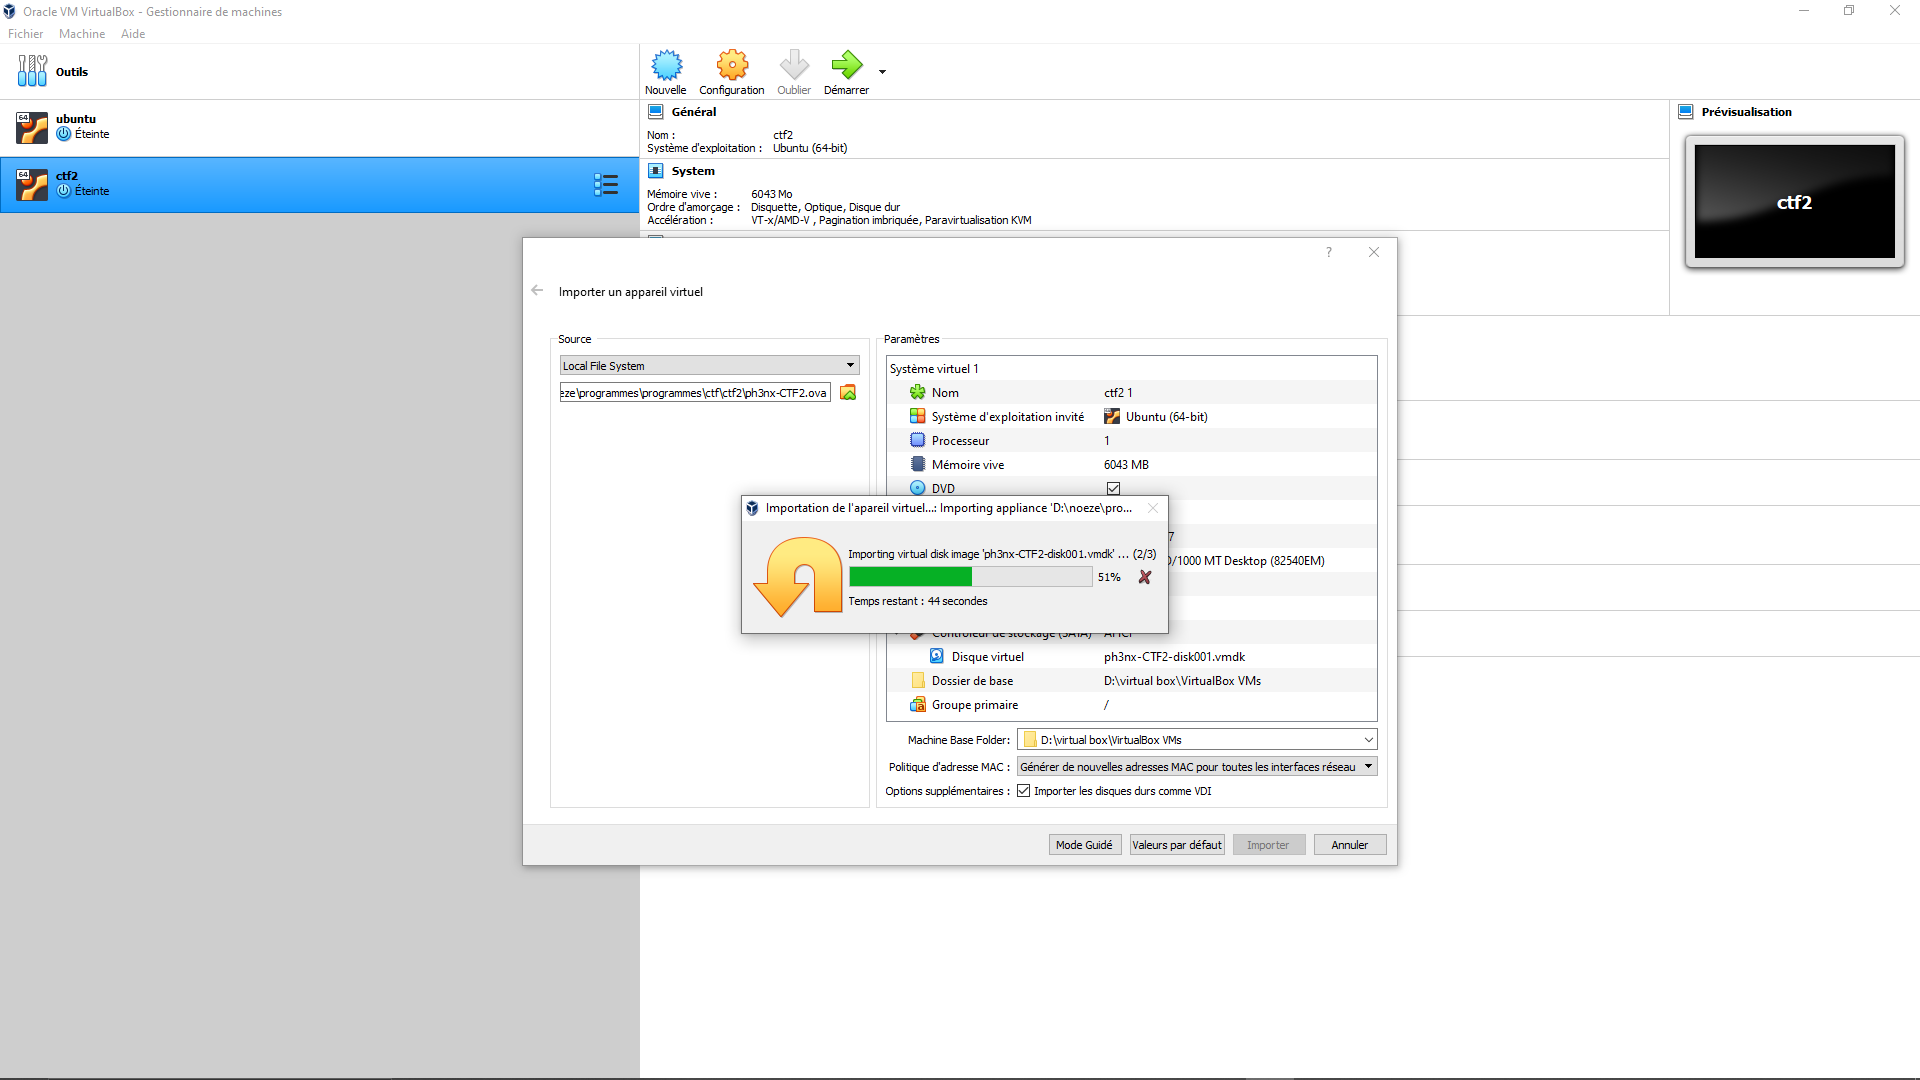 Oracle VM VirtualBox - Gestionnaire de machines
Fichier Machine Aide
Outils
64 ubuntu
Éteinte
64 ctf2
Éteinte
Nouvelle Configuration Oublier Démarrer
Général
Nom : ctf2
Système d'exploitation : Ubuntu (64-bit)
System
Mémoire vive : 6043 Mo
Ordre d'amorçage : Disquette, Optique, Disque dur
Accélération : VT-x/AMD-V , Pagination imbriquée, Paravirtualisation KVM
Prévisualisation
ctf2
?
Importer un appareil virtuel
Source
Local File System
eze\programmes\programmes\ctf\ctf2\ph3nx-CTF2.ova
Paramètres
Système virtuel 1
Nom ctf2 1
Système d'exploitation invité Ubuntu (64-bit)
Processeur 1
Mémoire vive 6043 MB
DVD
Importation de l'apareil virtuel...: Importing appliance 'D:\noeze\pro...
Importing virtual disk image 'ph3nx-CTF2-disk001.vmdk' ... (2/3)
51%
Temps restant : 44 secondes
7
/1000 MT Desktop (82540EM)
Contrôleur de stockage (SATA) AHCI
Disque virtuel ph3nx-CTF2-disk001.vmdk
Dossier de base D:\virtual box\VirtualBox VMs
Groupe primaire /
Machine Base Folder: D:\virtual box\VirtualBox VMs
Politique d'adresse MAC : Générer de nouvelles adresses MAC pour toutes les interfaces réseau
Options supplémentaires : Importer les disques durs comme VDI
Mode Guidé Valeurs par défaut Importer Annuler